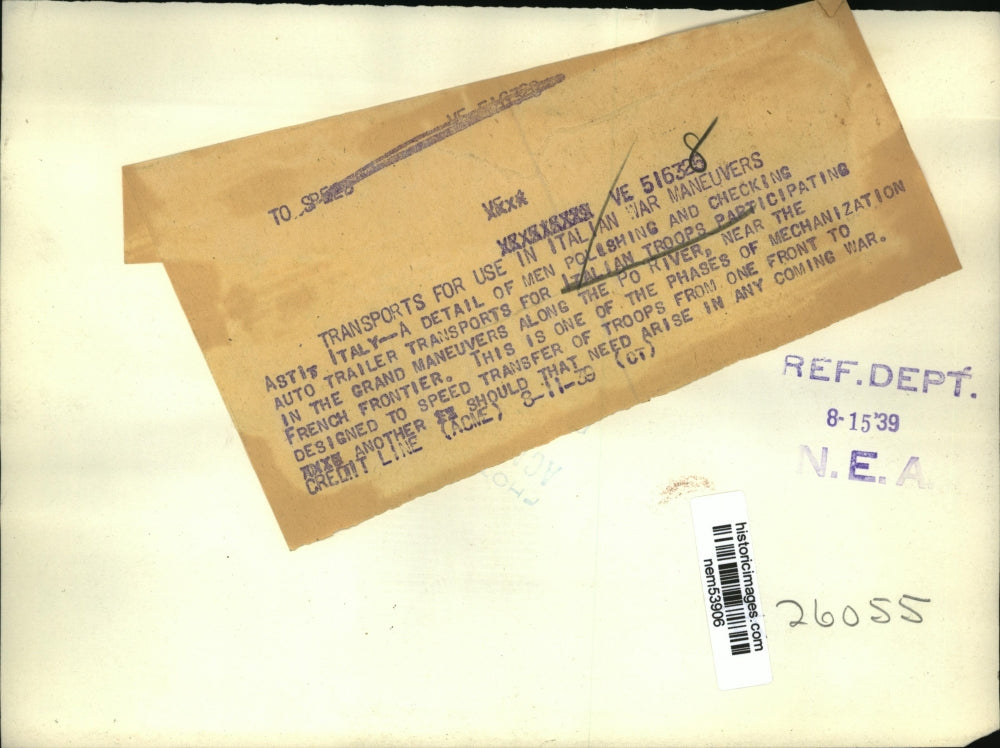 TO
VE 516328
TRANSPORTS FOR USE IN ITALIAN WAR MANEUVERS
ITALY--A DETAIL OF MEN POLISHING AND CHECKING
AUTO TRAILER TRANSPORTS FOR ITALIAN TROOPS PARTICIPATING
IN THE GRAND MANEUVERS ALONG THE PO RIVER, NEAR THE
FRENCH FRONTIER. THIS IS ONE OF THE PHASES OF MECHANIZATION
DESIGNED TO SPEED TRANSFER OF TROOPS FROM ONE FRONT TO
ANOTHER SHOULD THAT NEED ARISE IN ANY COMING WAR.
CREDIT LINE (ACME) 8-11-39 (CT)
REF. DEPT.
8-15'39
N.E.A.
historicimages.com
nem53906
26055